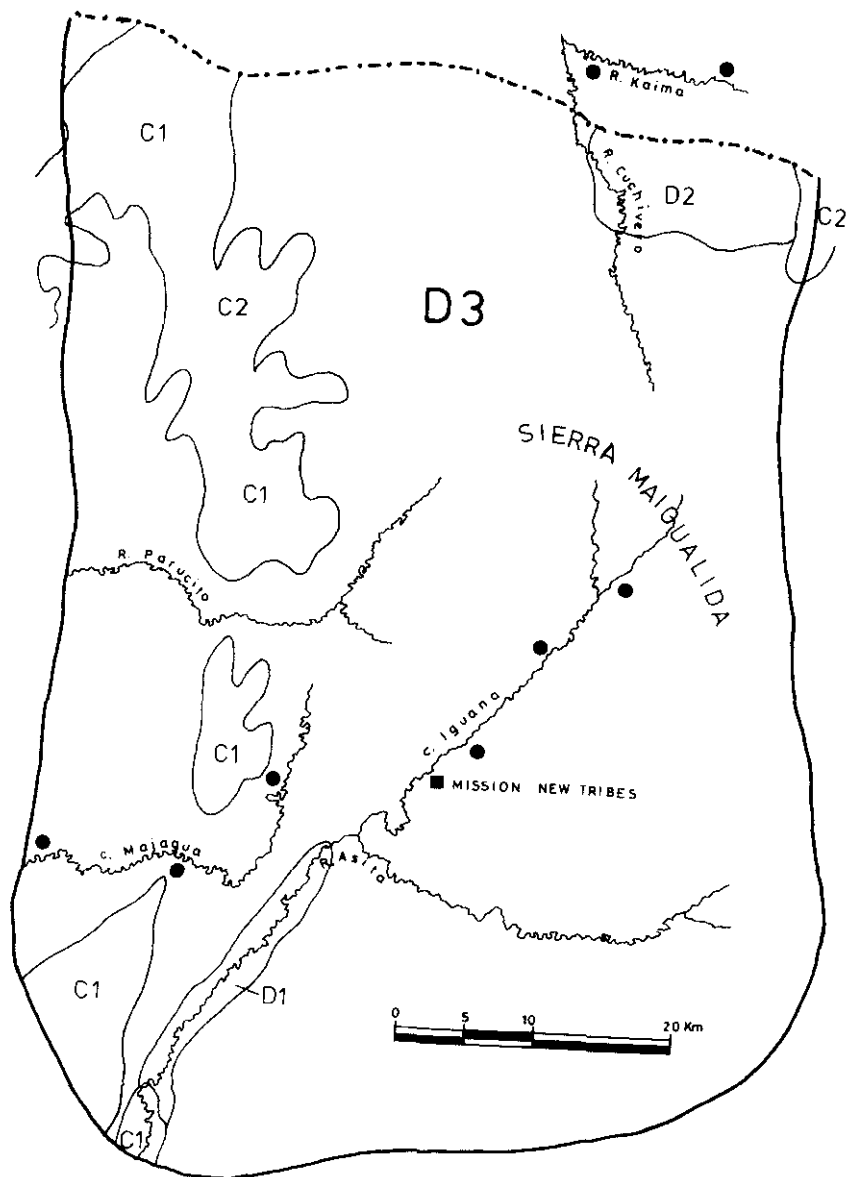 R. Kaima
C1
R. Cuchivero
D2
C2
C2
D3
SIERRA MAIGUALIDA
C1
R. Parucito
C1
C. Iguana
MISSION NEW TRIBES
C. Majagua
R. Asita
C1
D1
0 5 10 20 Km
C1